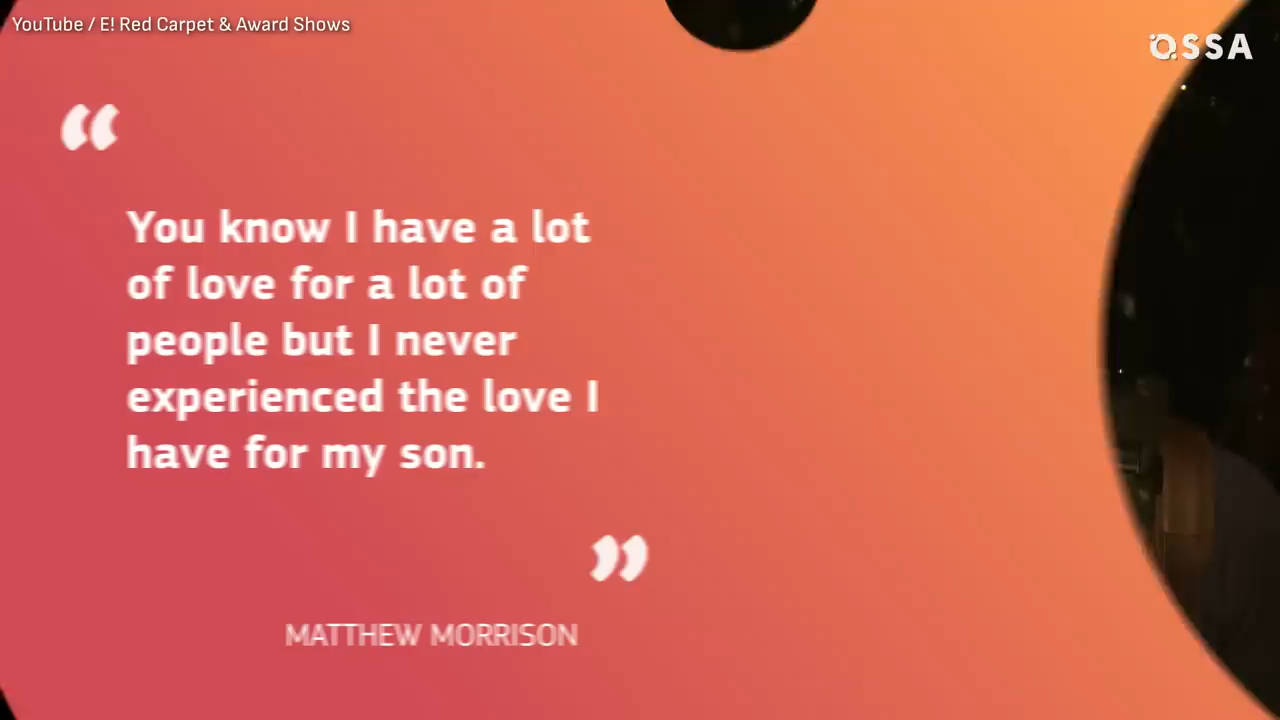 YouTube / E! Red Carpet & Award Shows
OSSA
“
You know I have a lot
of love for a lot of
people but I never
experienced the love I
have for my son.
”
MATTHEW MORRISON